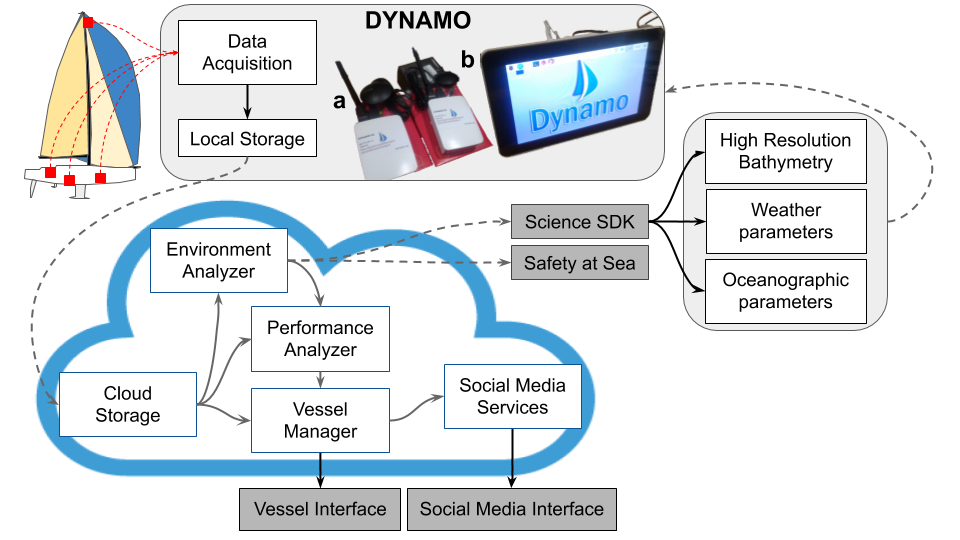 DYNAMO
Data
Acquisition
Local Storage
a
b
Dynamo
High Resolution
Bathymetry
Weather
parameters
Oceanographic
parameters
Science SDK
Safety at Sea
Environment
Analyzer
Performance
Analyzer
Cloud
Storage
Vessel
Manager
Social Media
Services
Vessel Interface
Social Media Interface